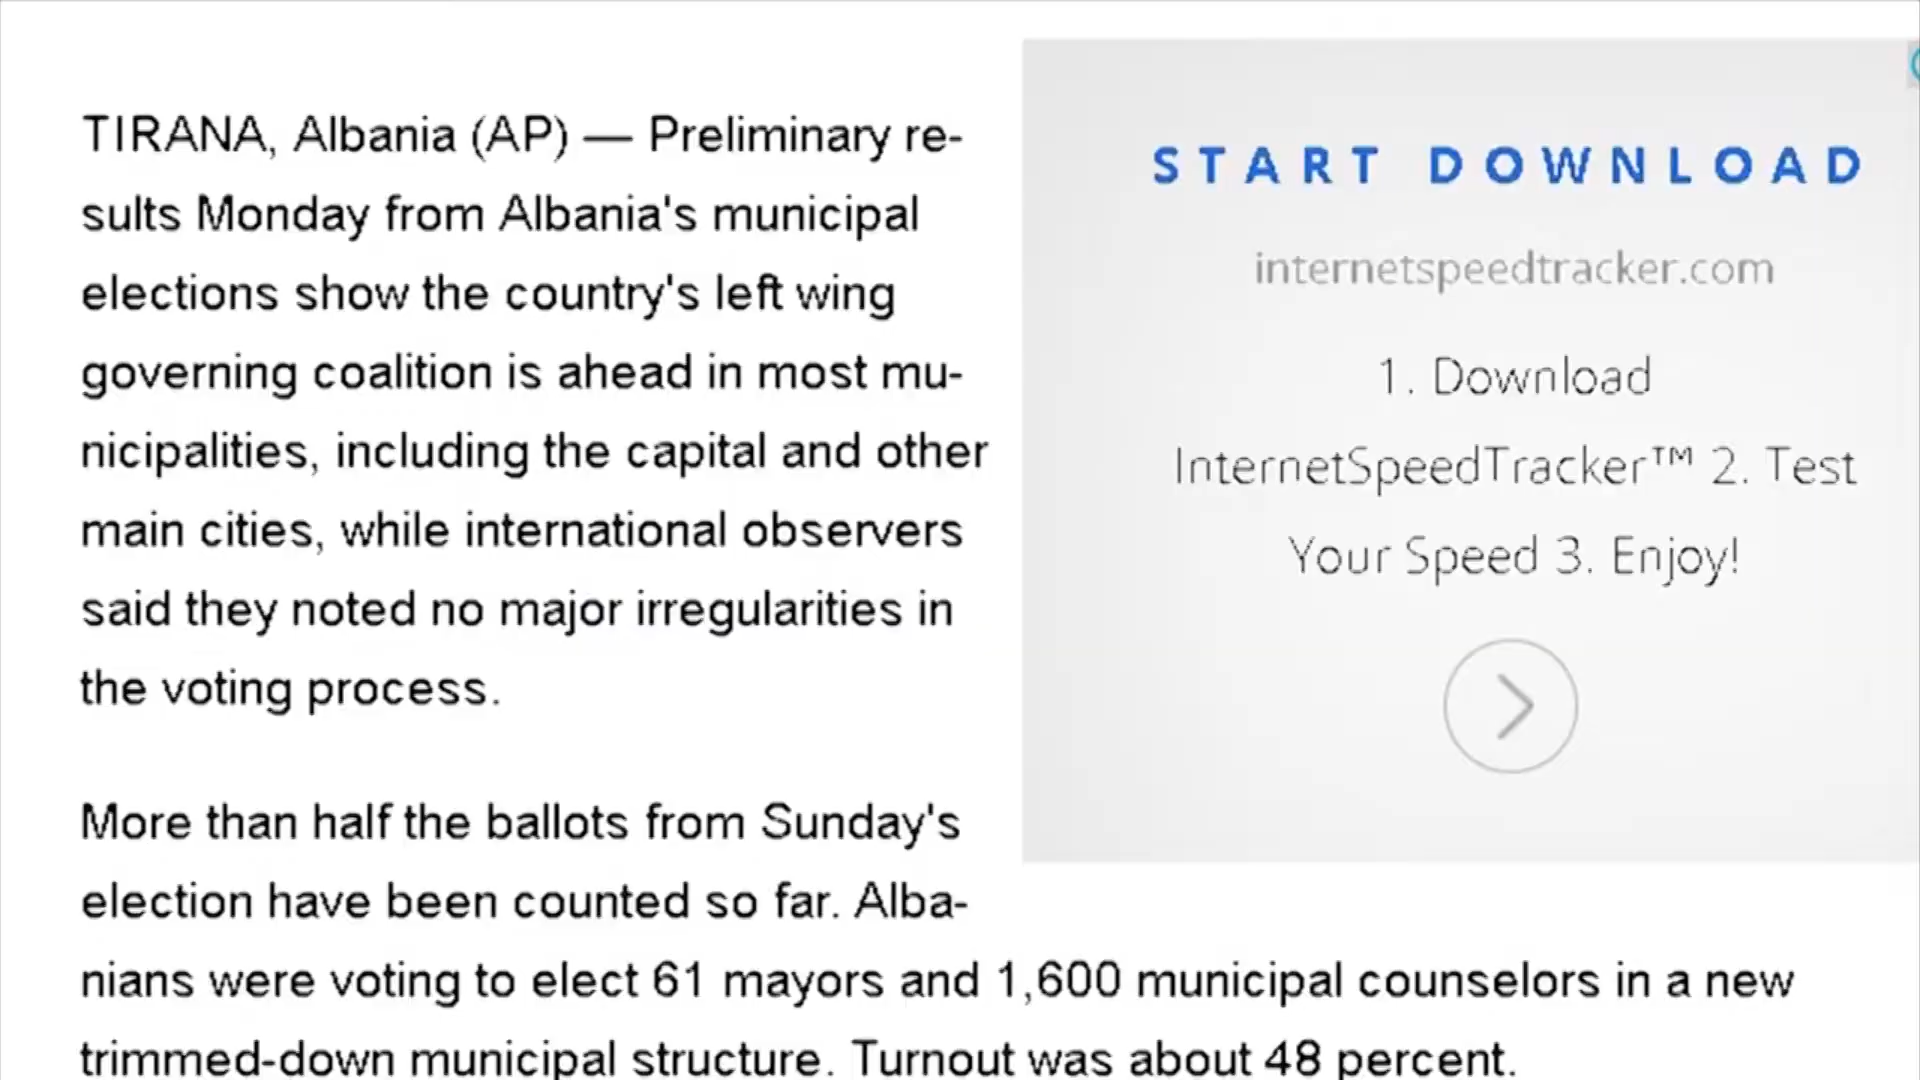 TIRANA, Albania (AP) — Preliminary re-
sults Monday from Albania's municipal
elections show the country's left wing
governing coalition is ahead in most mu-
nicipalities, including the capital and other
main cities, while international observers
said they noted no major irregularities in
the voting process.
More than half the ballots from Sunday's
election have been counted so far. Alba-
nians were voting to elect 61 mayors and 1,600 municipal counselors in a new
trimmed-down municipal structure. Turnout was about 48 percent.
START DOWNLOAD
internetspeedtracker.com
1. Download
InternetSpeedTracker™ 2. Test
Your Speed 3. Enjoy!